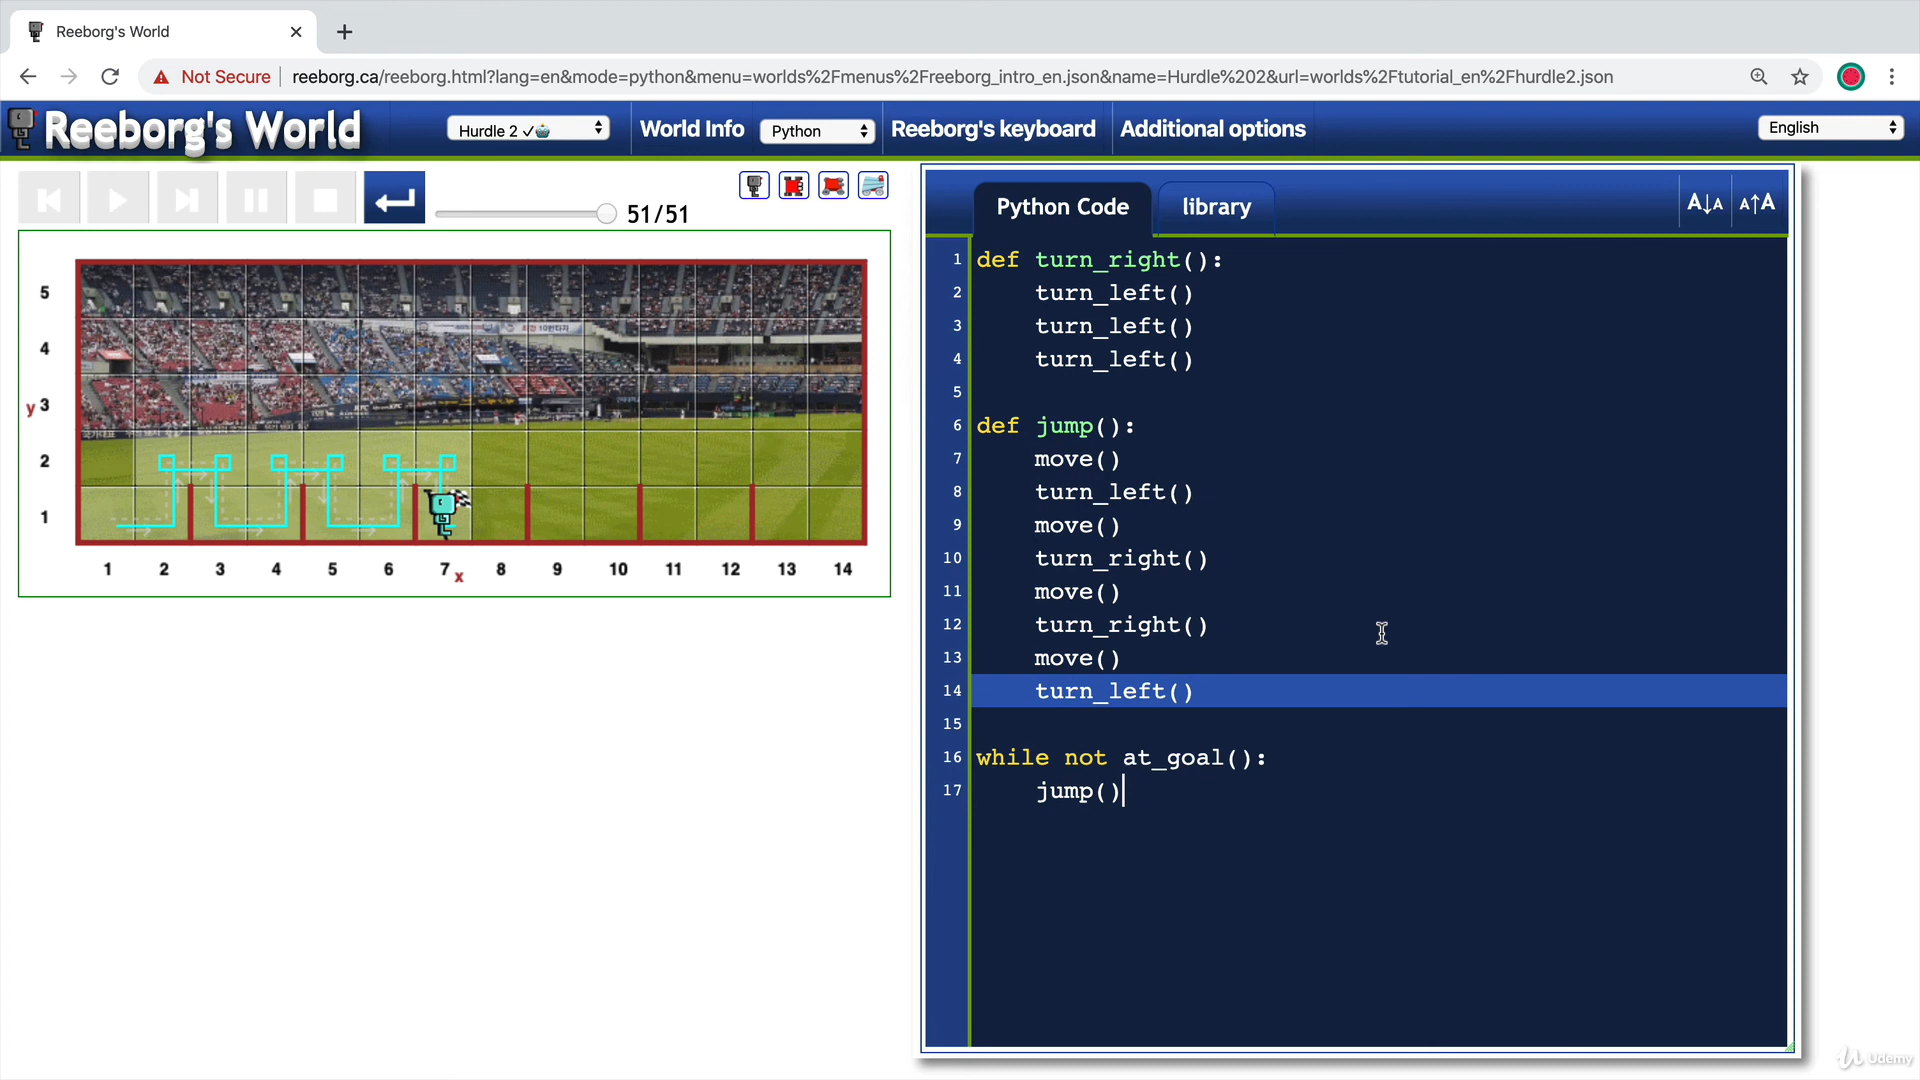 Reeborg's World
Not Secure
reeborg.ca/reeborg.html?lang=en&mode=python&menu=worlds%2Fmenus%2Freeborg_intro_en.json&name=Hurdle%202&url=worlds%2Ftutorial_en%2Fhurdle2.json
Reeborg's World
Hurdle 2 ✓
World Info
Python
Reeborg's keyboard
Additional options
English
51/51
5
4
y 3
2
1
1 2 3 4 5 6 7 x 8 9 10 11 12 13 14
Python Code
library
A↓A
A↑A
1 def turn_right():
2     turn_left()
3     turn_left()
4     turn_left()
5
6 def jump():
7     move()
8     turn_left()
9     move()
10     turn_right()
11     move()
12     turn_right()
13     move()
14     turn_left()
15
16 while not at_goal():
17     jump()
Udemy